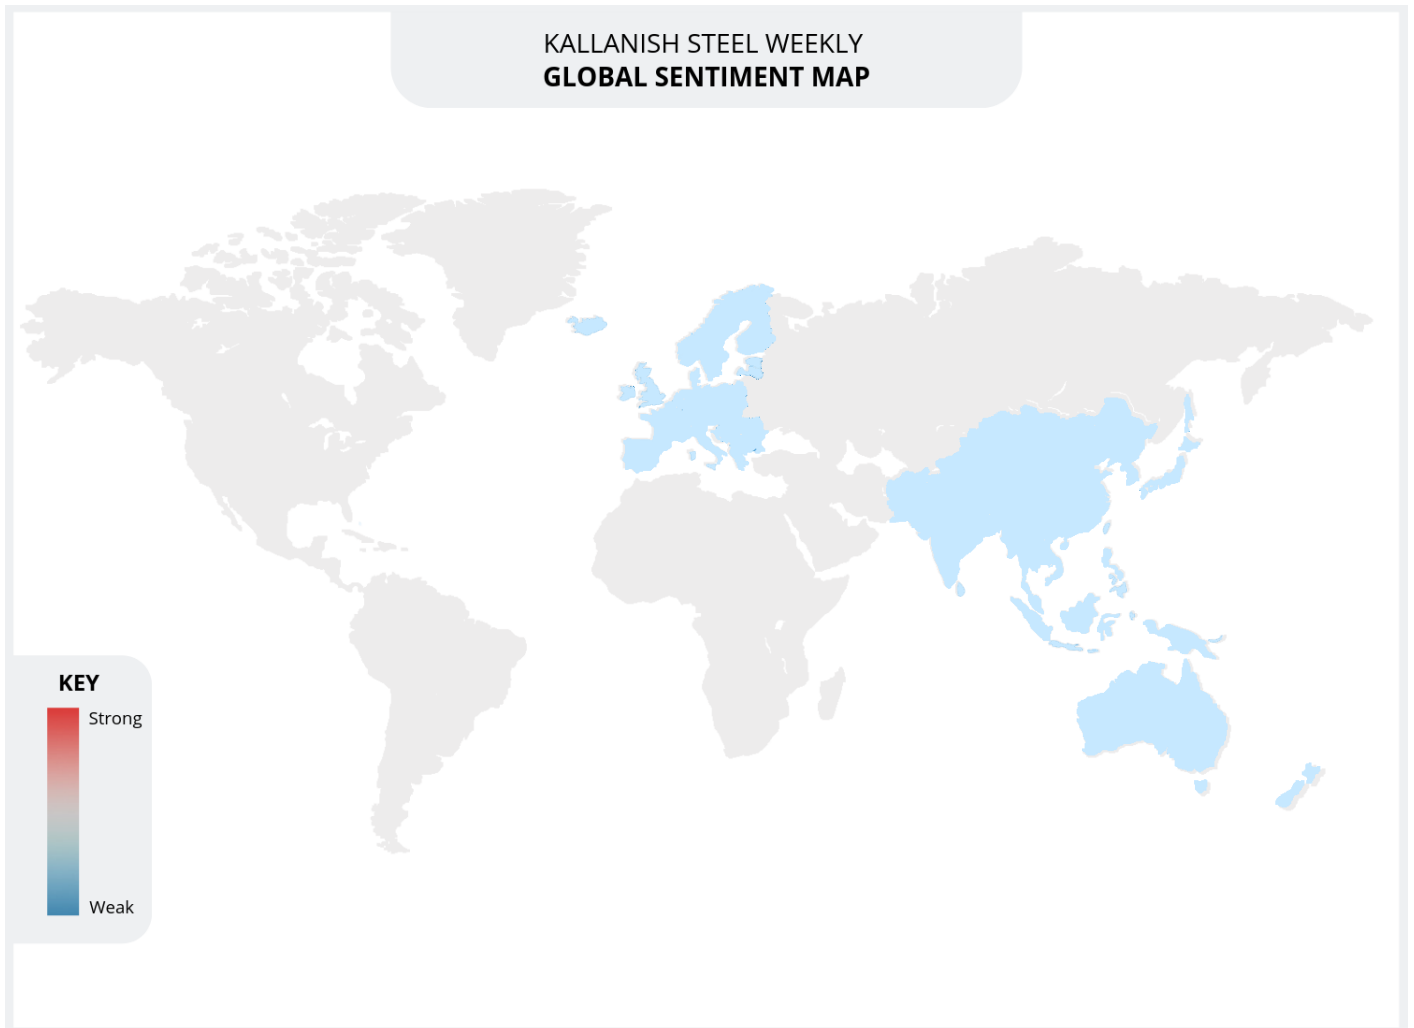 KALLANISH STEEL WEEKLY
GLOBAL SENTIMENT MAP
KEY
Strong
Weak